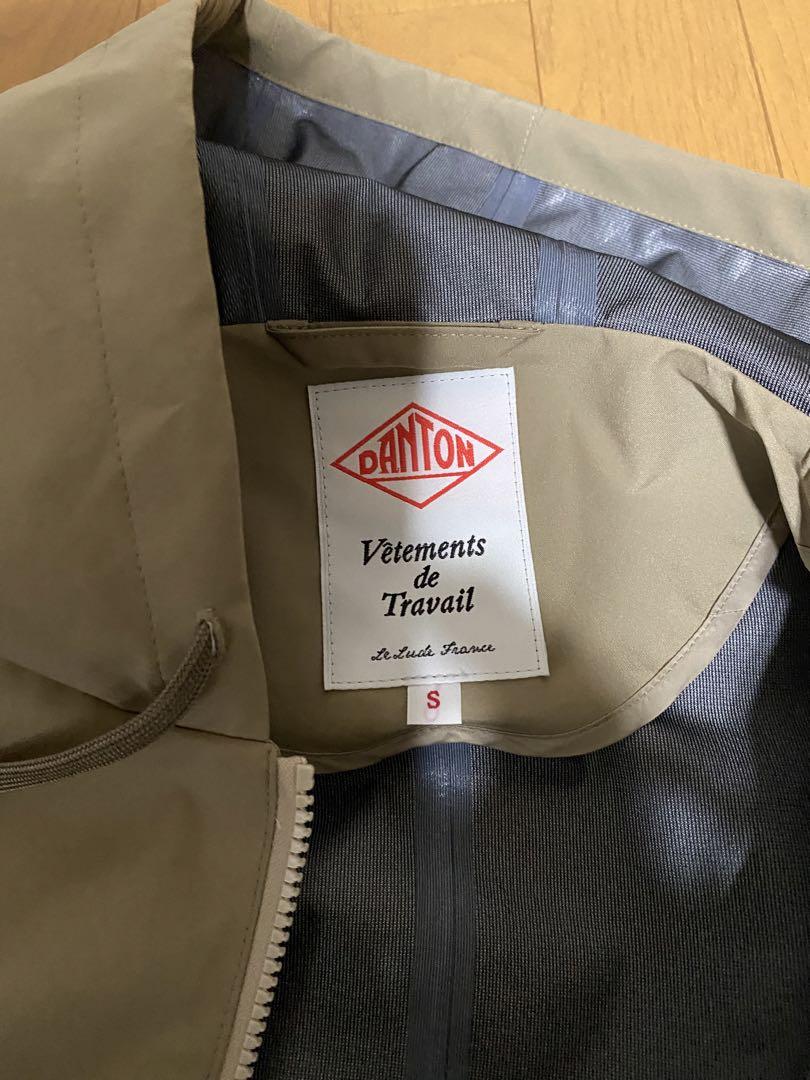 DANTON
Vêtements
de
Travail
Le Lude France
S